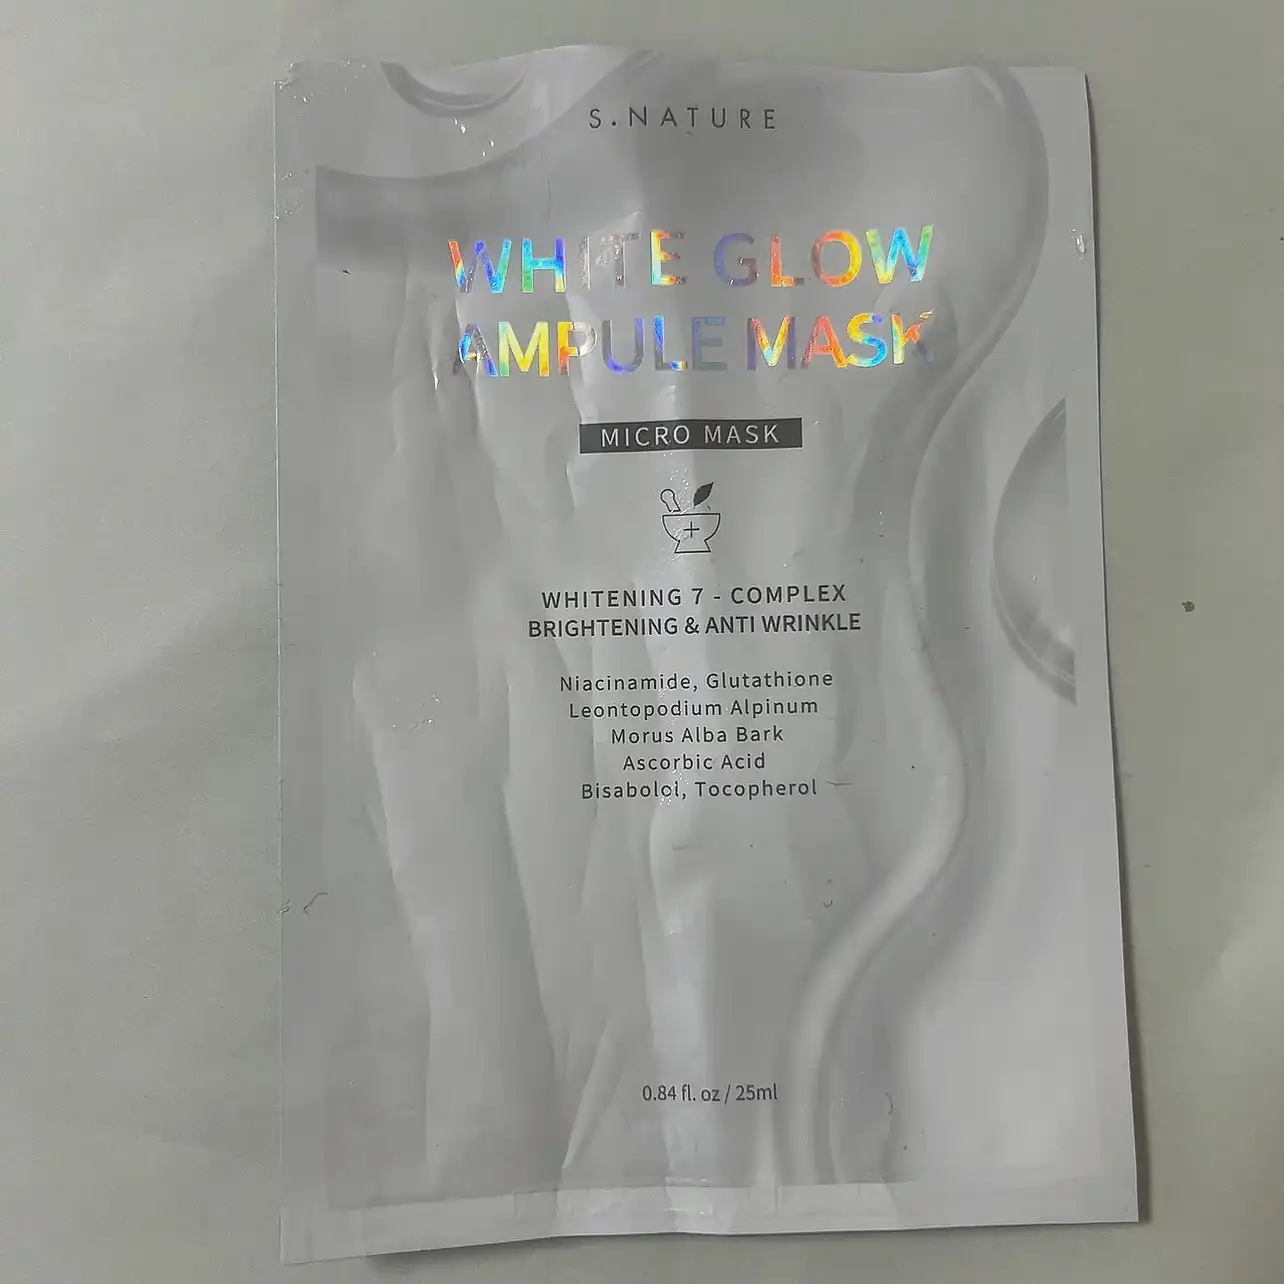 S.NATURE
WHITE GLOW
AMPULE MASK
MICRO MASK
WHITENING 7 - COMPLEX
BRIGHTENING & ANTI WRINKLE
Niacinamide, Glutathione
Leontopodium Alpinum
Morus Alba Bark
Ascorbic Acid
Bisabolol, Tocopherol
0.84 fl. oz / 25ml